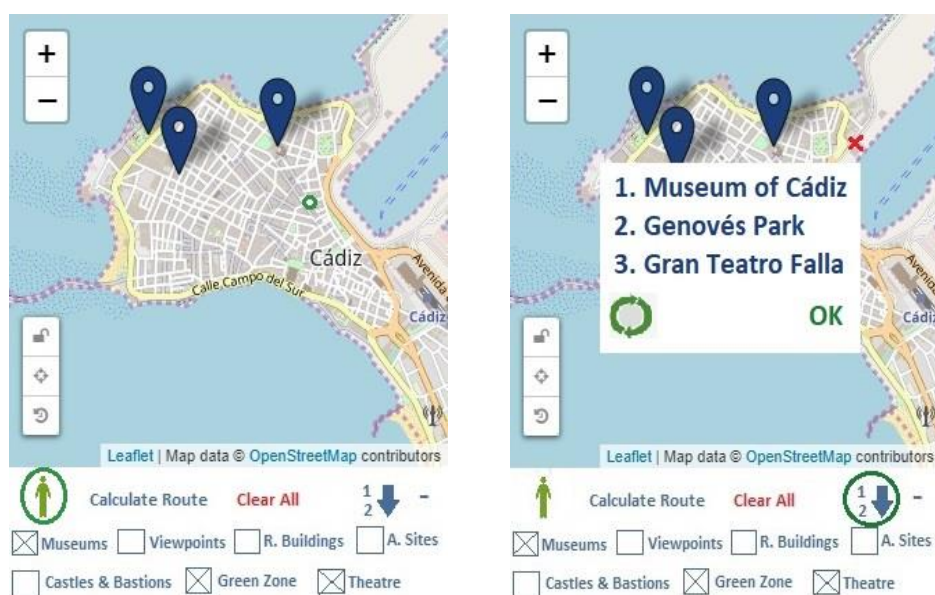 +
−
Cádiz
Calle Campo del Sur
Avenida
Cádiz
Leaflet | Map data © OpenStreetMap contributors
Calculate Route Clear All 1 2 -
Museums Viewpoints R. Buildings A. Sites
Castles & Bastions Green Zone Theatre
+
−
1. Museum of Cádiz
2. Genovés Park
3. Gran Teatro Falla
OK
Cádiz
Leaflet | Map data © OpenStreetMap contributors
Calculate Route Clear All 1 2 -
Museums Viewpoints R. Buildings A. Sites
Castles & Bastions Green Zone Theatre